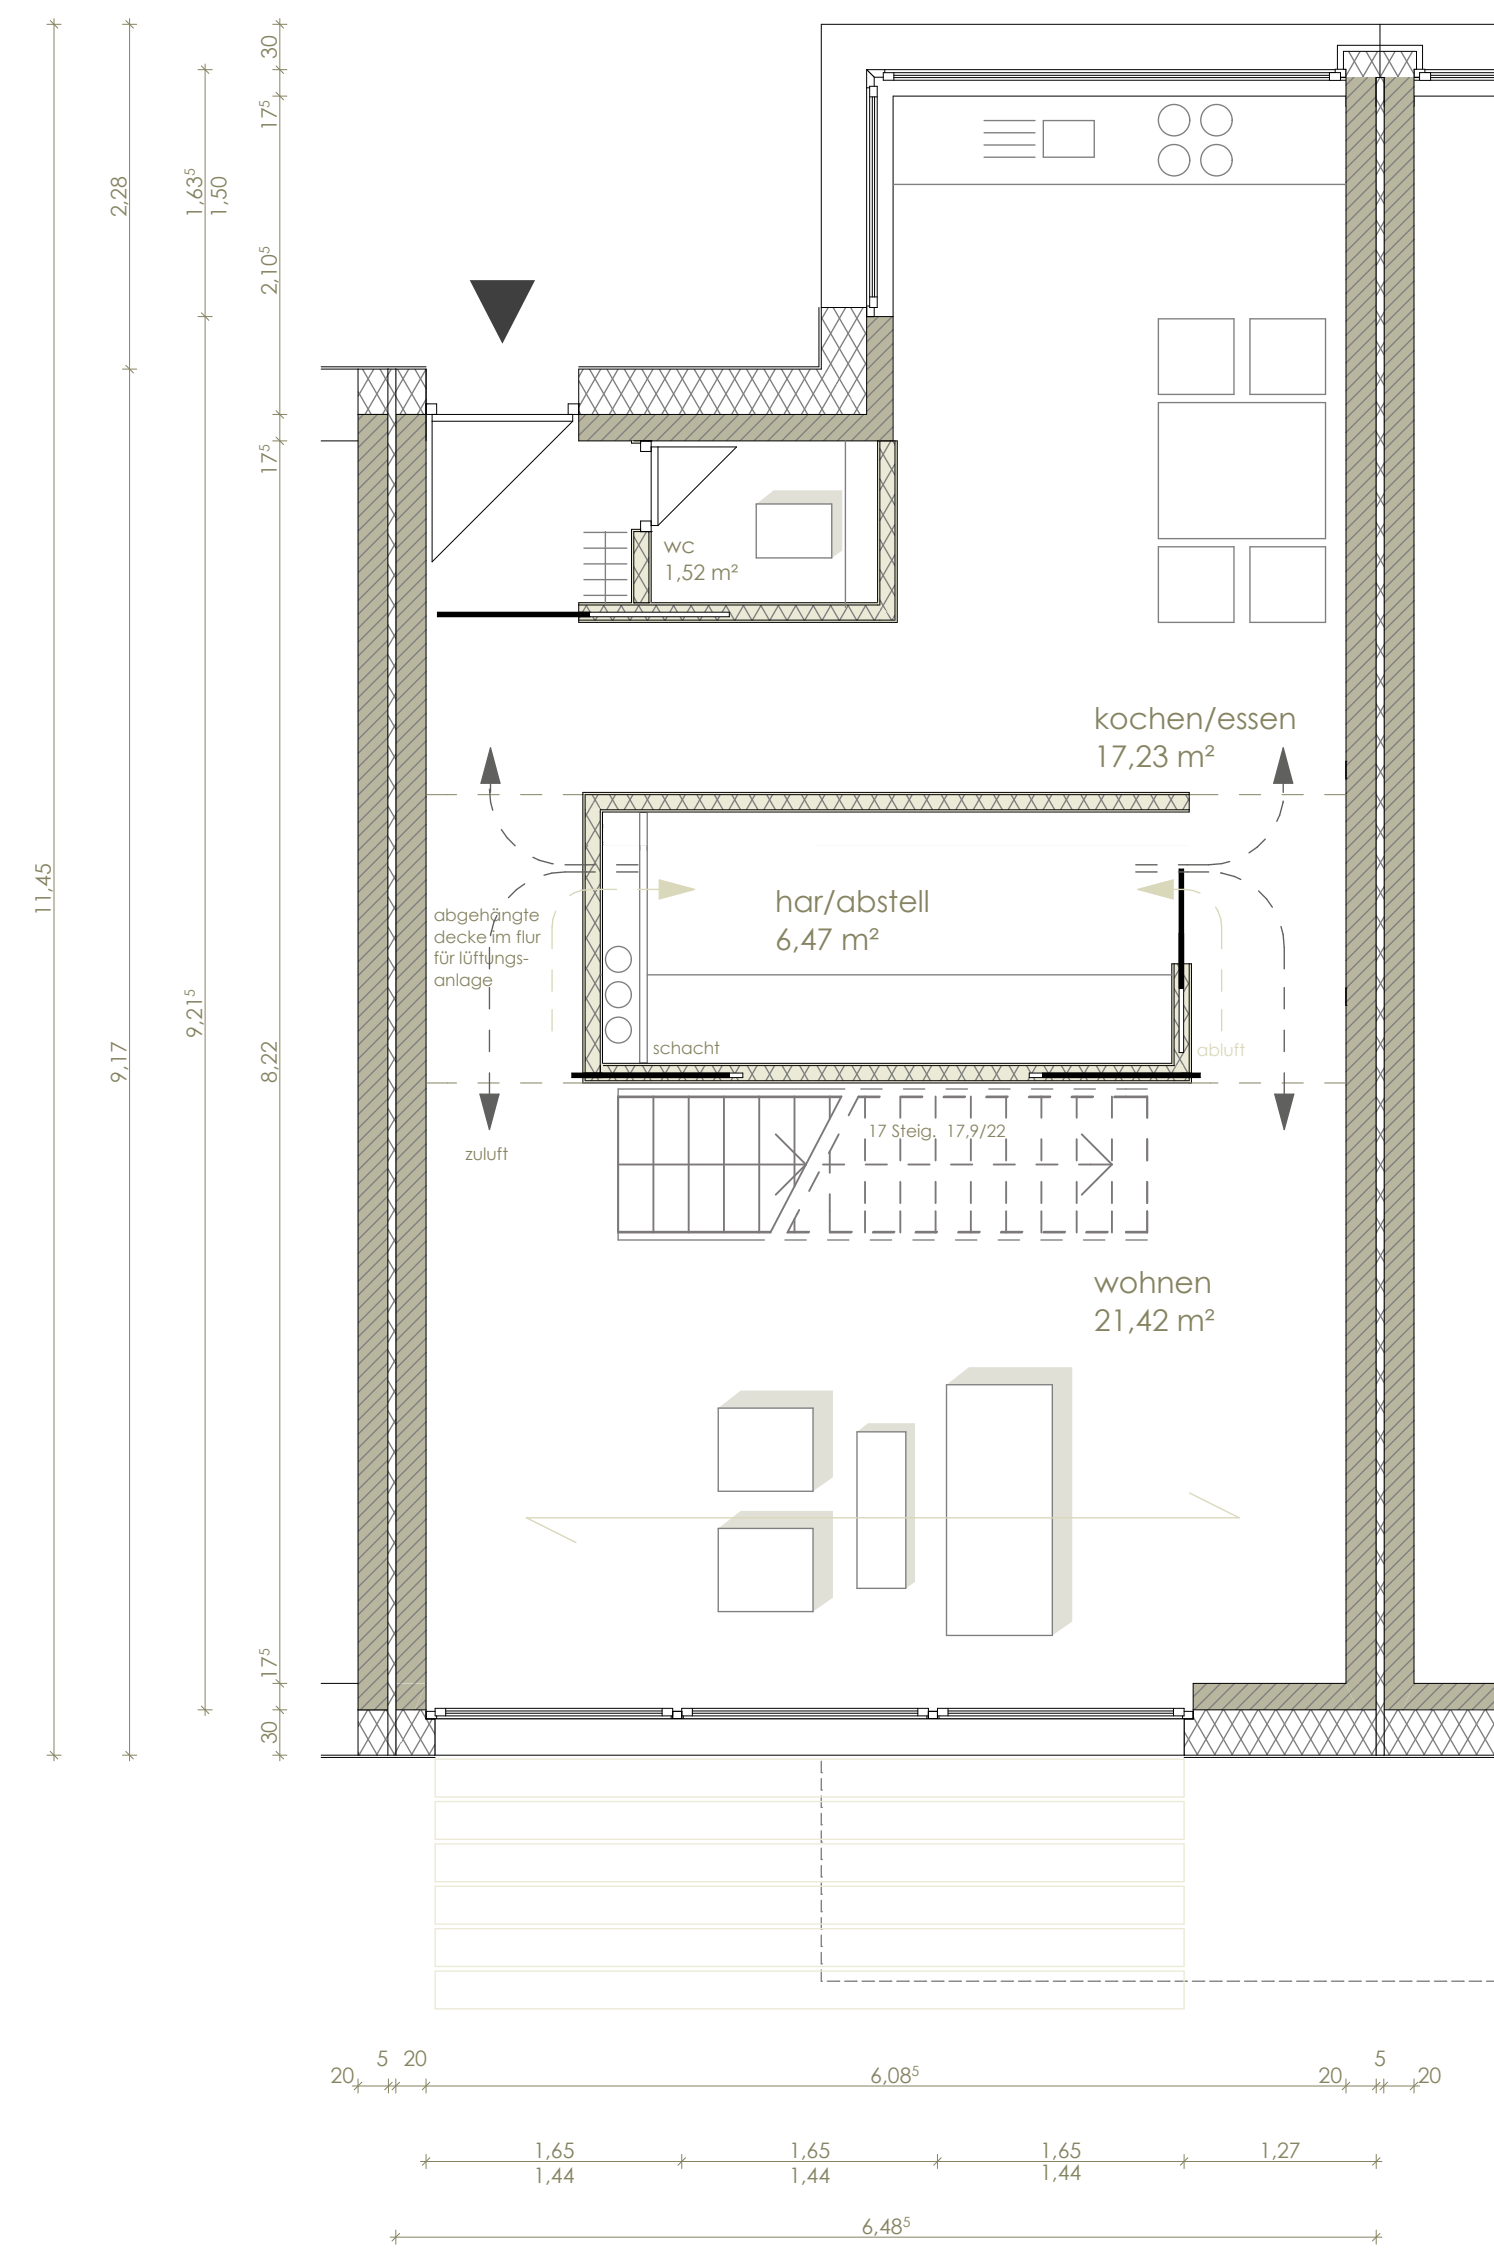 30
17⁵
2,28
1,63⁵
1,50
2,10⁵
17⁵
wc
1,52 m²
kochen/essen
17,23 m²
11,45
har/abstell
6,47 m²
abgehängte
decke im flur
für lüftungs-
anlage
9,21⁵
9,17
8,22
schacht
abluft
17 Steig. 17,9/22
zuluft
wohnen
21,42 m²
17⁵
30
20
5
20
6,08⁵
20
5
20
1,65
1,65
1,65
1,27
1,44
1,44
1,44
6,48⁵